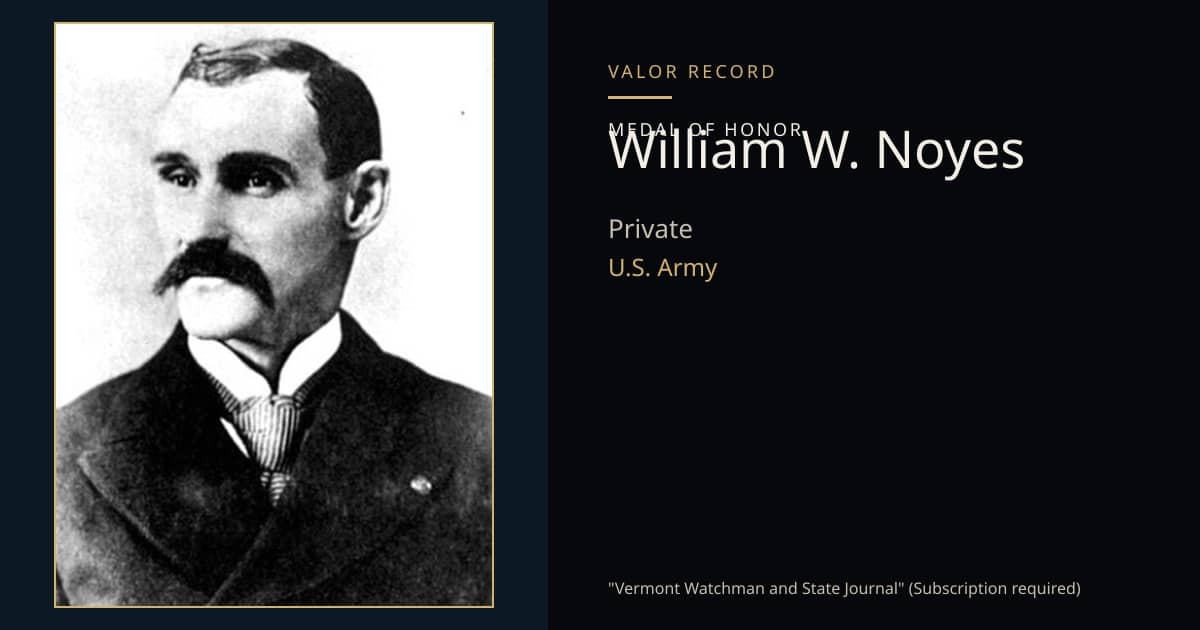 VALOR RECORD
MEDAL OF HONOR
William W. Noyes
Private
U.S. Army
"Vermont Watchman and State Journal" (Subscription required)